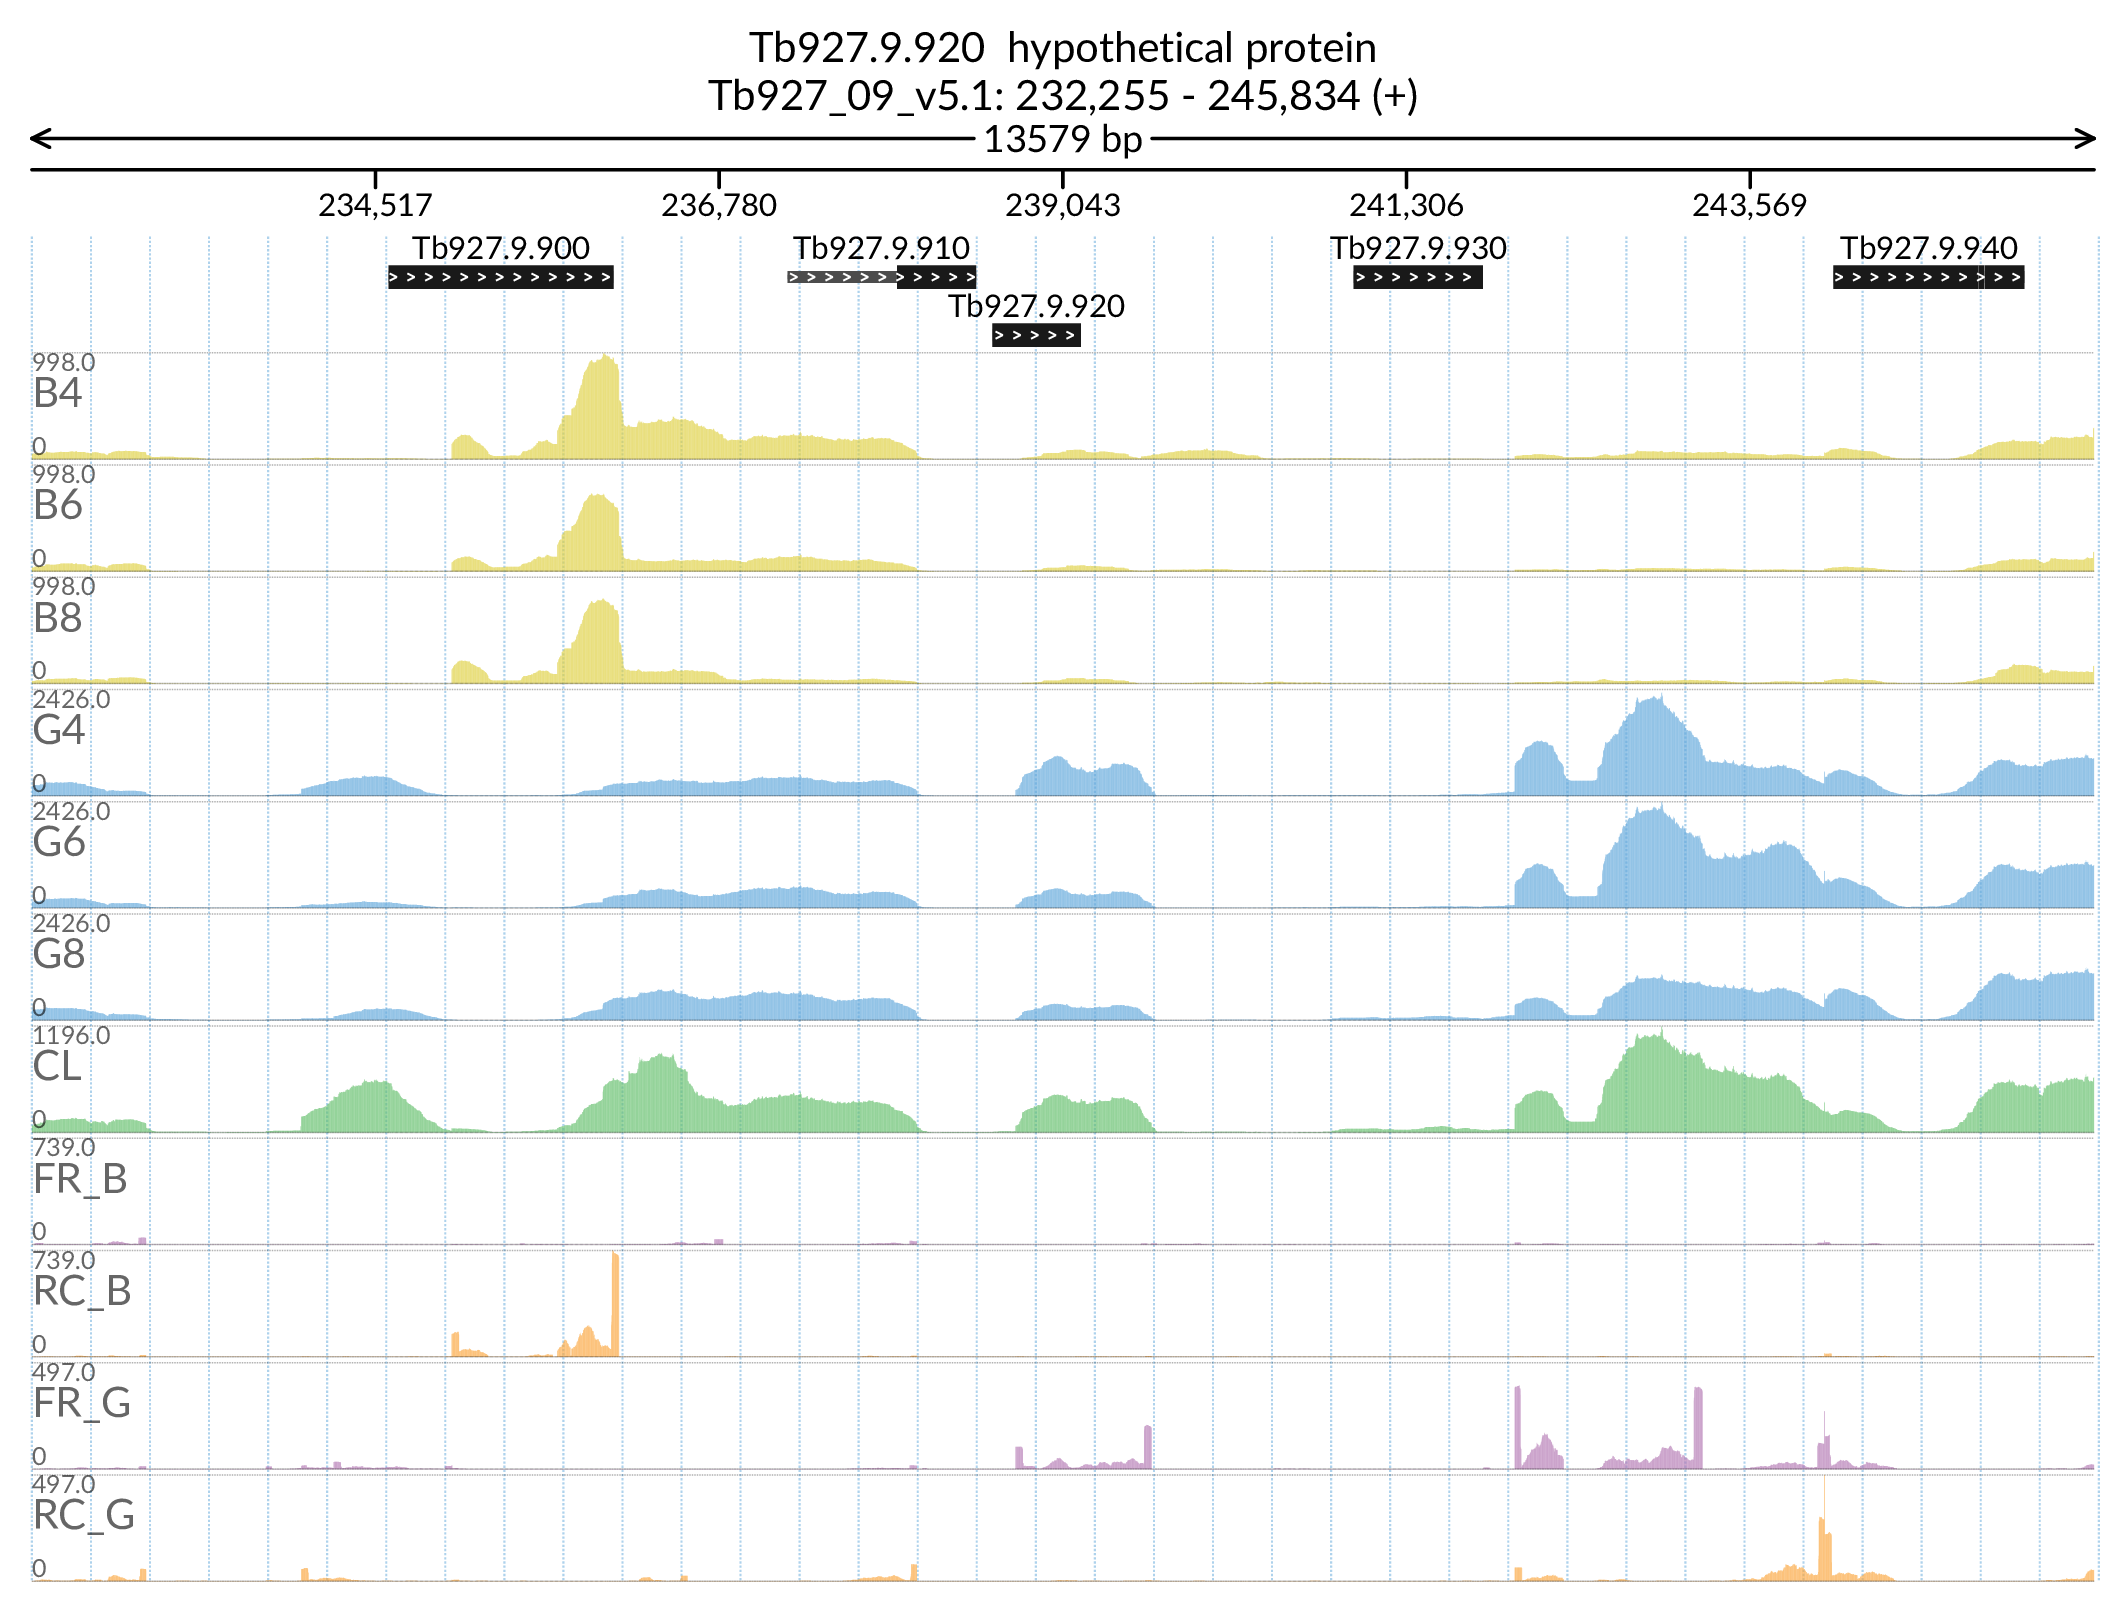 Tb927.9.920  hypothetical protein
Tb927_09_v5.1: 232,255 - 245,834 (+)
13579 bp
234,517 236,780 239,043 241,306 243,569
Tb927.9.900 Tb927.9.910 Tb927.9.930 Tb927.9.940
Tb927.9.920
998.0
B4
0
998.0
B6
0
998.0
B8
0
2426.0
G4
0
2426.0
G6
0
2426.0
G8
0
1196.0
CL
0
739.0
FR_B
0
739.0
RC_B
0
497.0
FR_G
0
497.0
RC_G
0